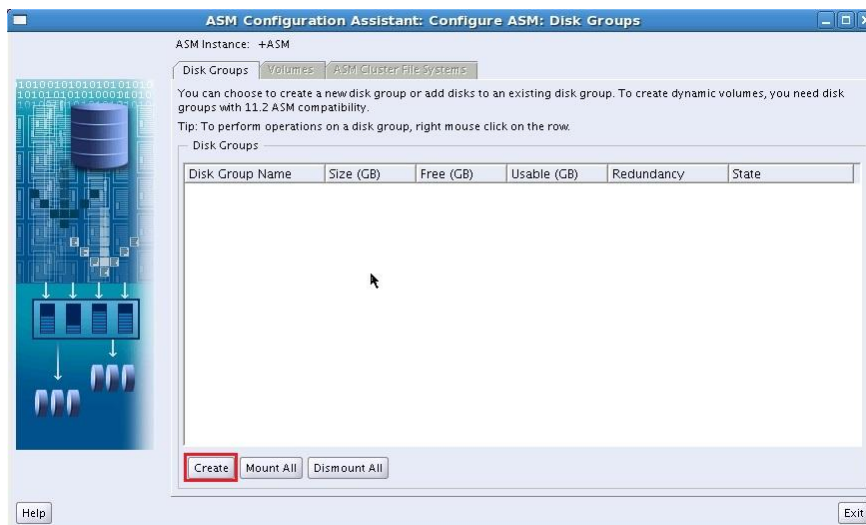 ASM Configuration Assistant: Configure ASM: Disk Groups
ASM Instance: +ASM
Disk Groups Volumes ASM Cluster File Systems
You can choose to create a new disk group or add disks to an existing disk group. To create dynamic volumes, you need disk
groups with 11.2 ASM compatibility.
Tip: To perform operations on a disk group, right mouse click on the row.
Disk Groups
Disk Group Name Size (GB) Free (GB) Usable (GB) Redundancy State
Create Mount All Dismount All
Help Exit